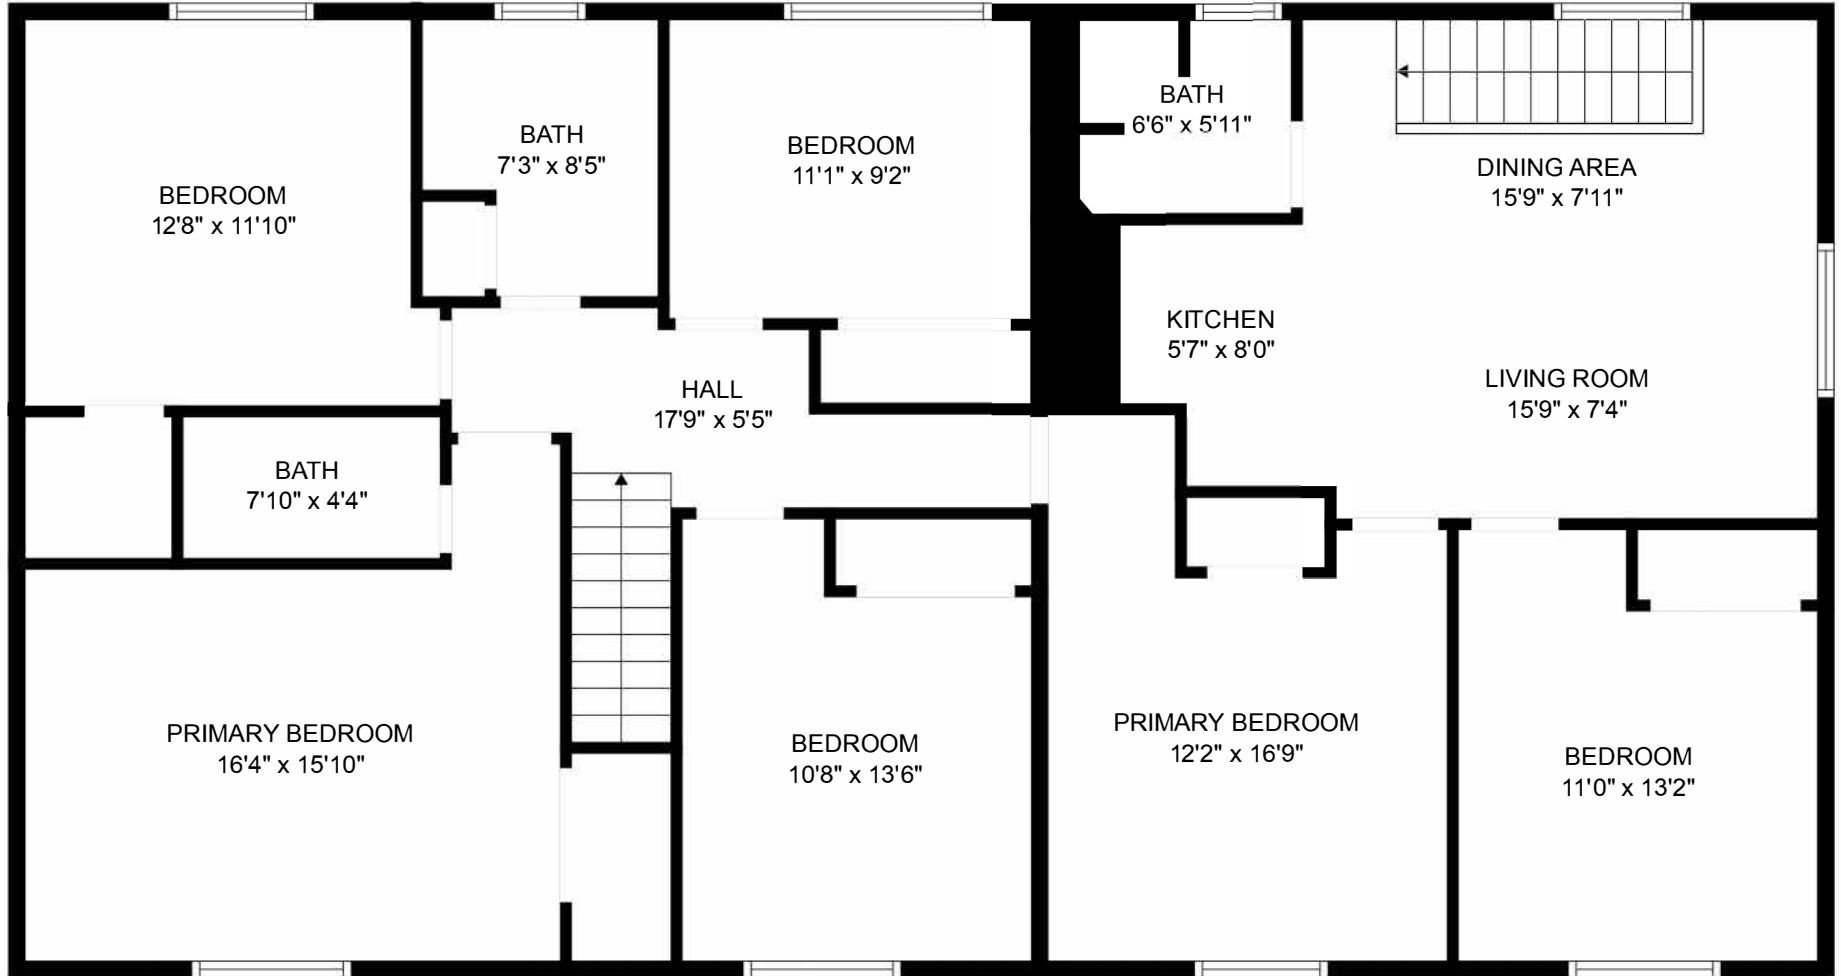 BEDROOM
12'8" x 11'10"
BATH
7'3" x 8'5"
BEDROOM
11'1" x 9'2"
BATH
6'6" x 5'11"
DINING AREA
15'9" x 7'11"
KITCHEN
5'7" x 8'0"
HALL
17'9" x 5'5"
LIVING ROOM
15'9" x 7'4"
BATH
7'10" x 4'4"
PRIMARY BEDROOM
16'4" x 15'10"
BEDROOM
10'8" x 13'6"
PRIMARY BEDROOM
12'2" x 16'9"
BEDROOM
11'0" x 13'2"